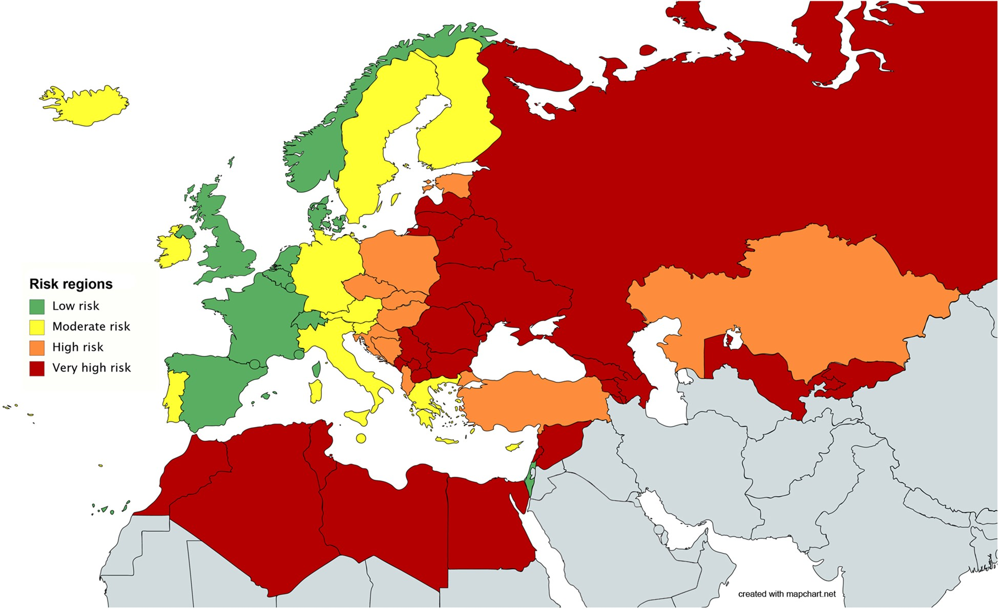 Risk regions
Low risk
Moderate risk
High risk
Very high risk
created with mapchart.net